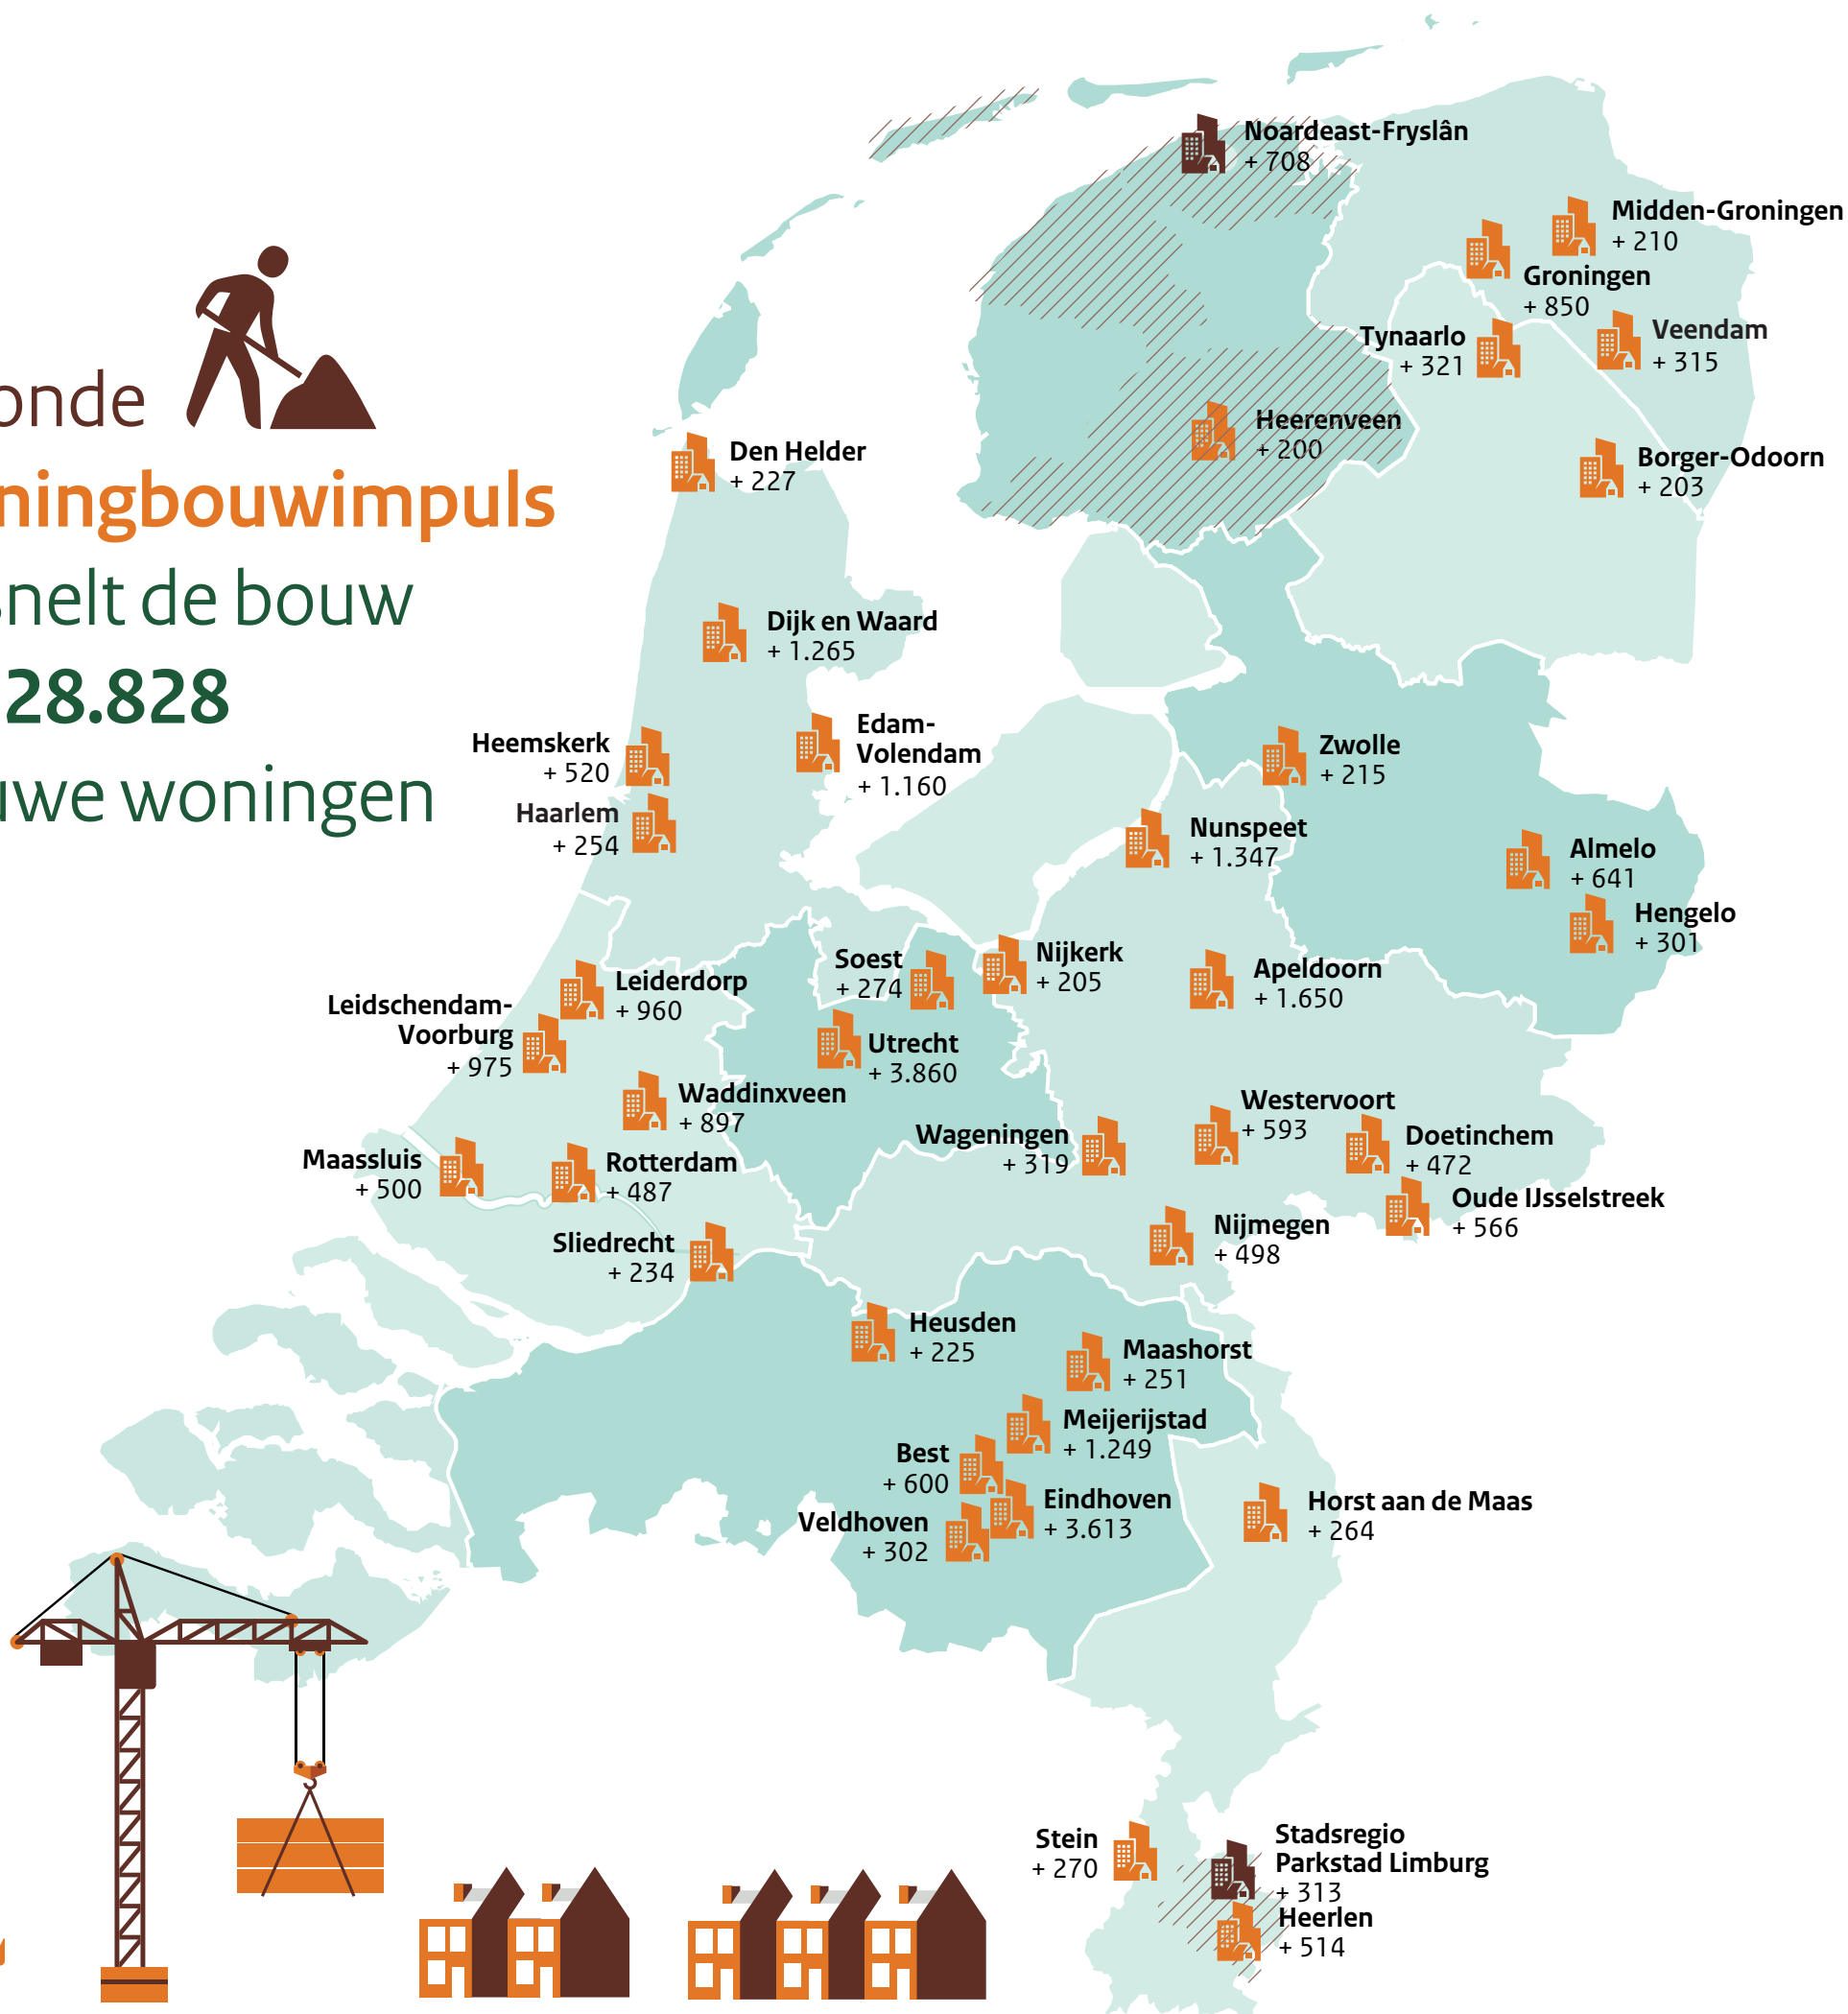 onde
ningbouwimpuls
snelt de bouw
28.828
uwe woningen
Noardeast-Fryslân
+ 708
Midden-Groningen
+ 210
Groningen
+ 850
Tynaarlo
+ 321
Veendam
+ 315
Heerenveen
+ 200
Den Helder
+ 227
Borger-Odoorn
+ 203
Dijk en Waard
+ 1.265
Edam-
Volendam
+ 1.160
Heemskerk
+ 520
Zwolle
+ 215
Haarlem
+ 254
Nunspeet
+ 1.347
Almelo
+ 641
Hengelo
+ 301
Soest
+ 274
Nijkerk
+ 205
Apeldoorn
+ 1.650
Leiderdorp
+ 960
Leidschendam-
Voorburg
+ 975
Utrecht
+ 3.860
Waddinxveen
+ 897
Westervoort
+ 593
Wageningen
+ 319
Doetinchem
+ 472
Maassluis
+ 500
Rotterdam
+ 487
Oude IJsselstreek
+ 566
Nijmegen
+ 498
Sliedrecht
+ 234
Heusden
+ 225
Maashorst
+ 251
Meijerijstad
+ 1.249
Best
+ 600
Eindhoven
+ 3.613
Veldhoven
+ 302
Horst aan de Maas
+ 264
Stein
+ 270
Stadsregio
Parkstad Limburg
+ 313
Heerlen
+ 514